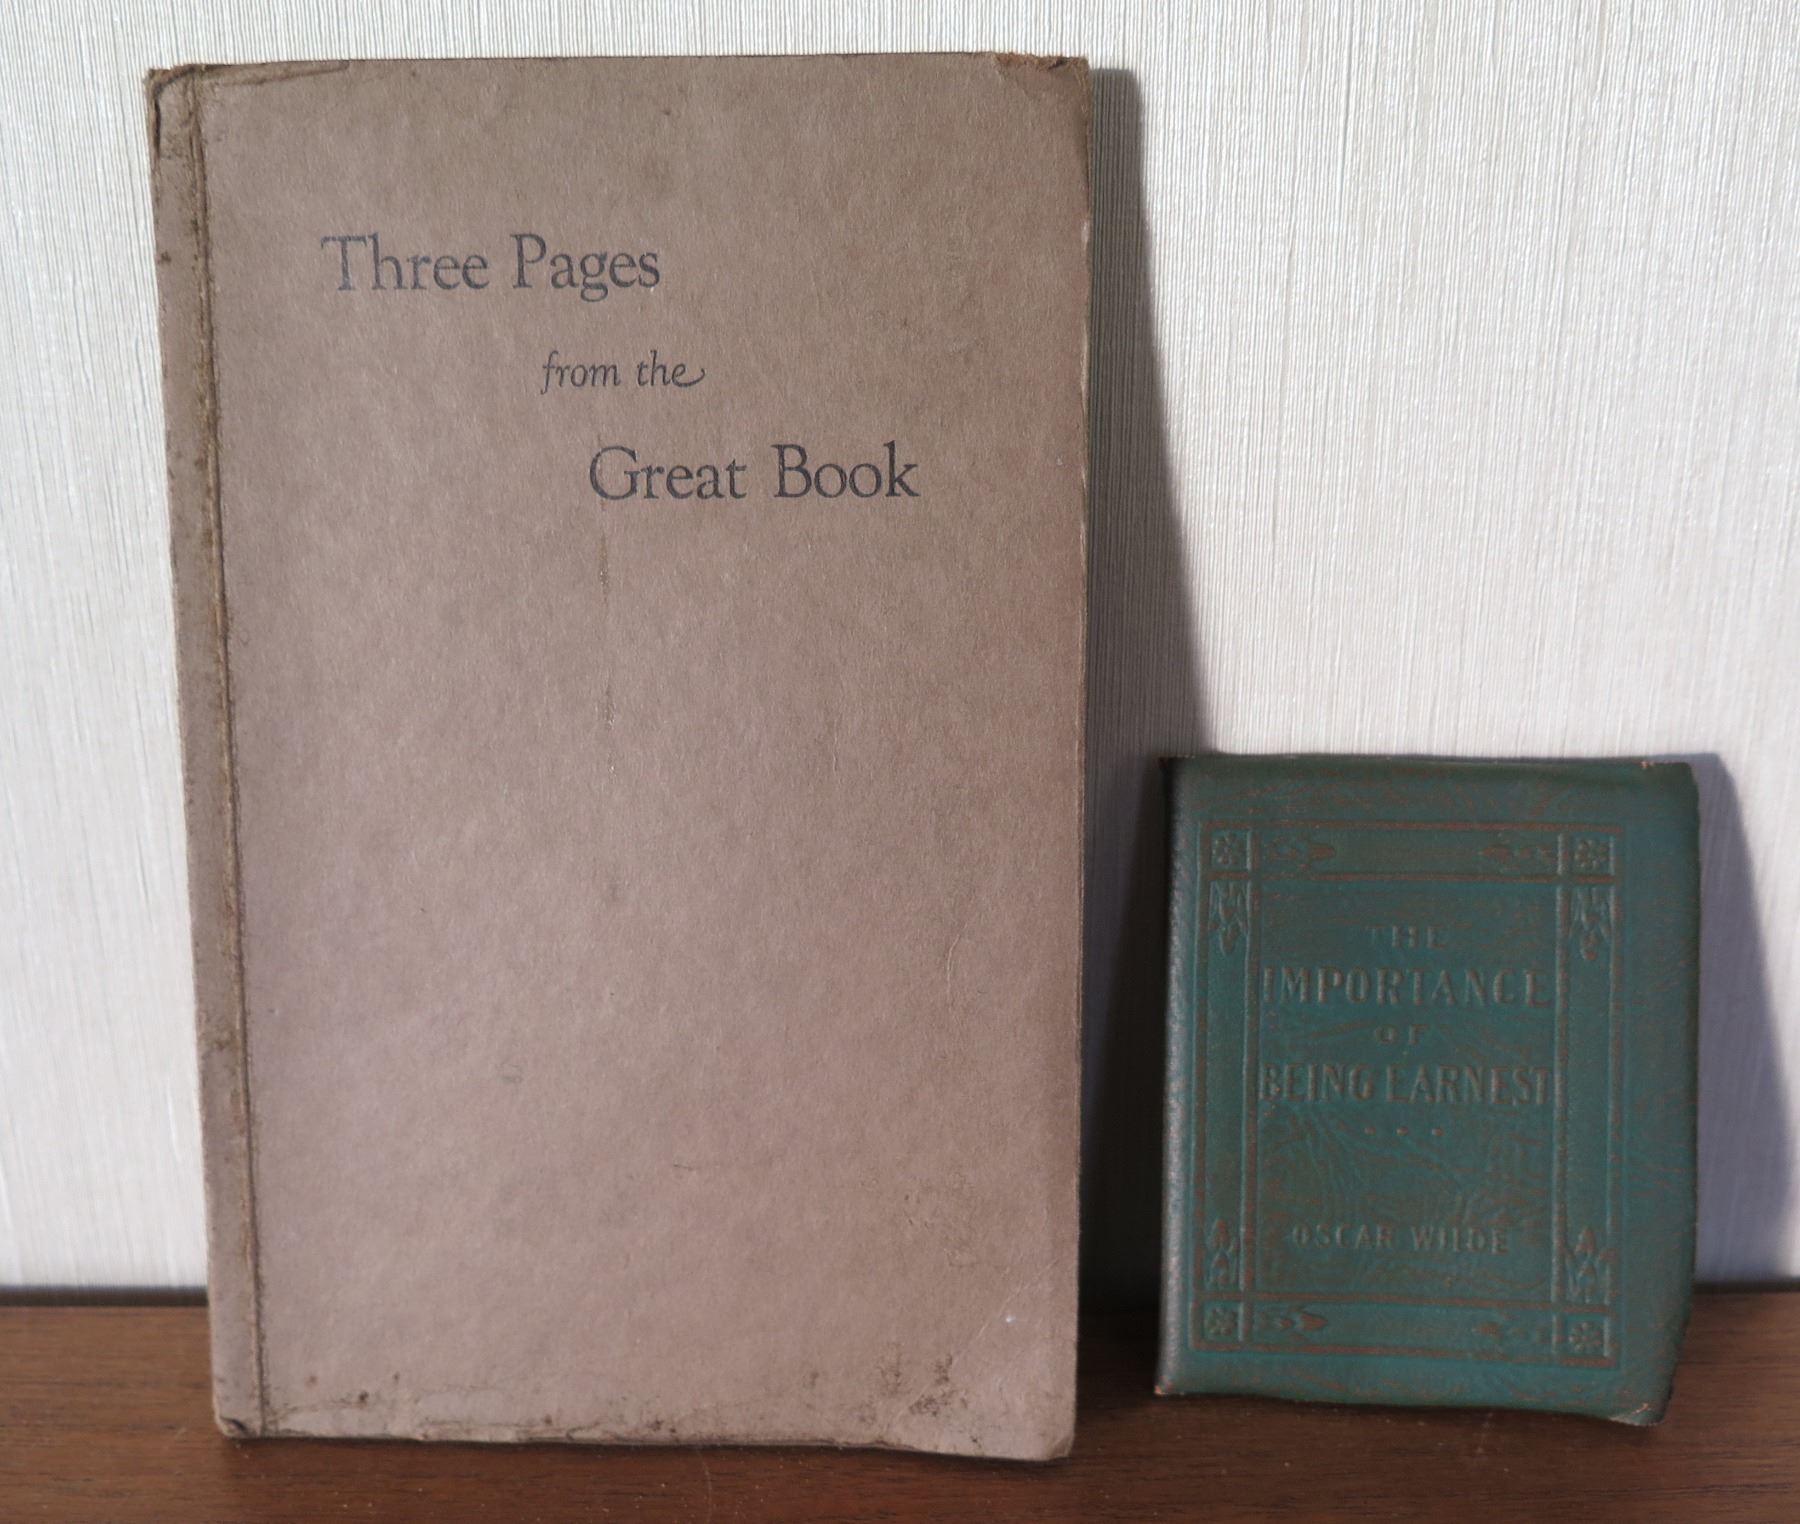 Three Pages
from the
Great Book
THE
IMPORTANCE
OF
BEING EARNEST
OSCAR WILDE